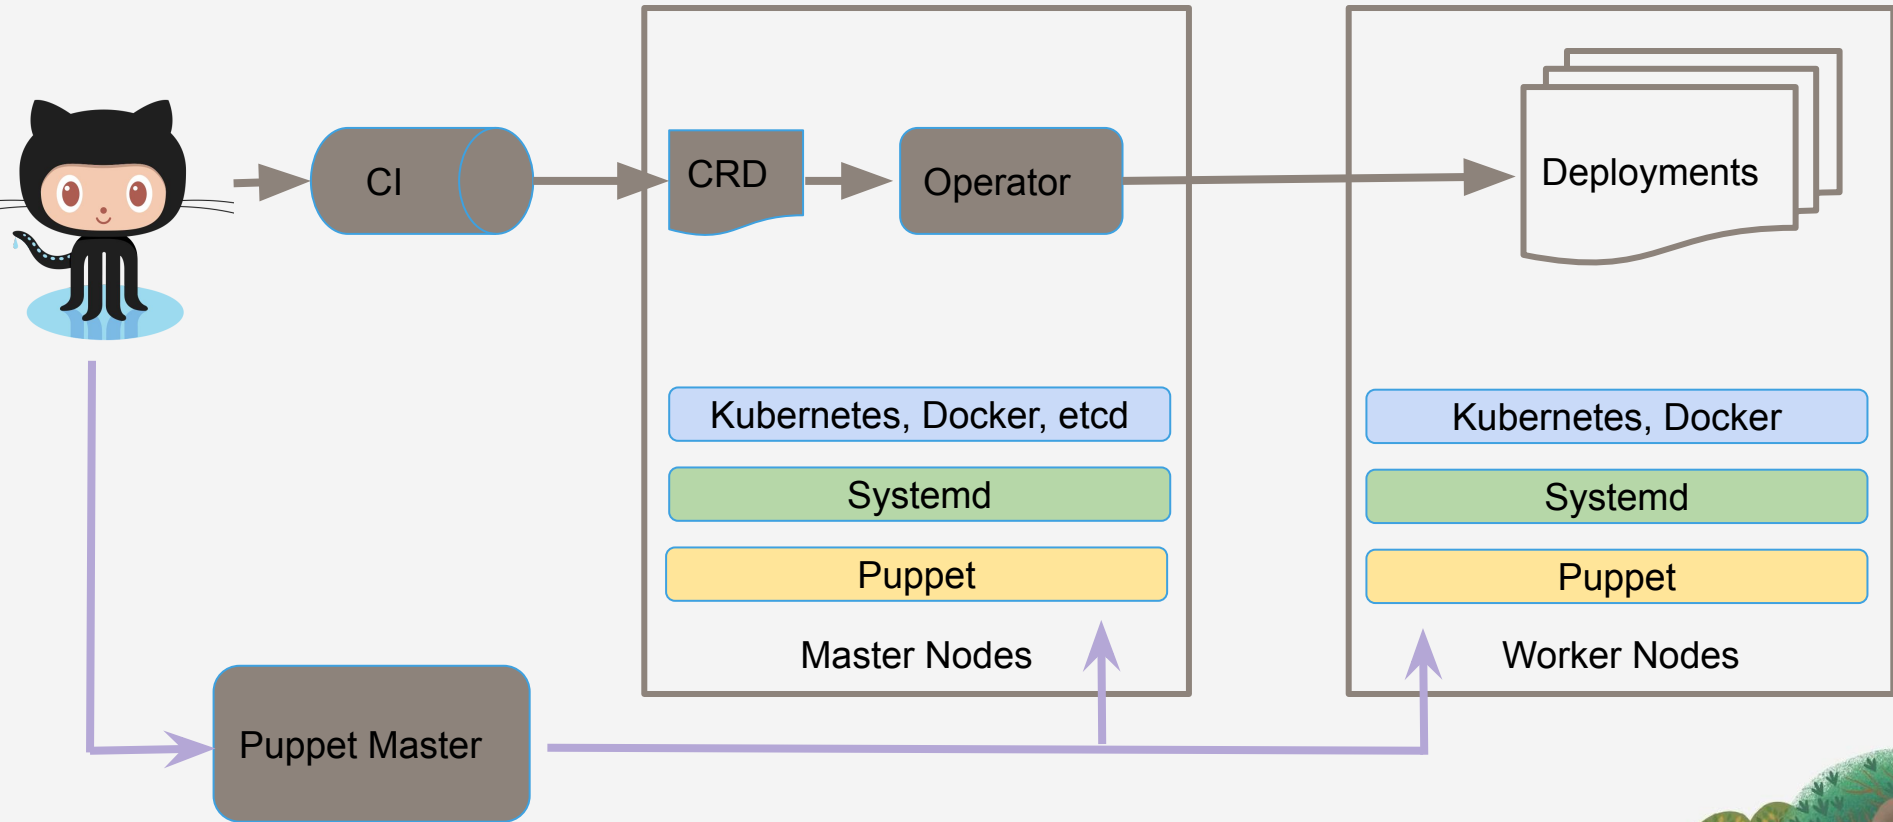 CI
CRD
Operator
Deployments
Kubernetes, Docker, etcd
Kubernetes, Docker
Systemd
Systemd
Puppet
Puppet
Master Nodes
Worker Nodes
Puppet Master